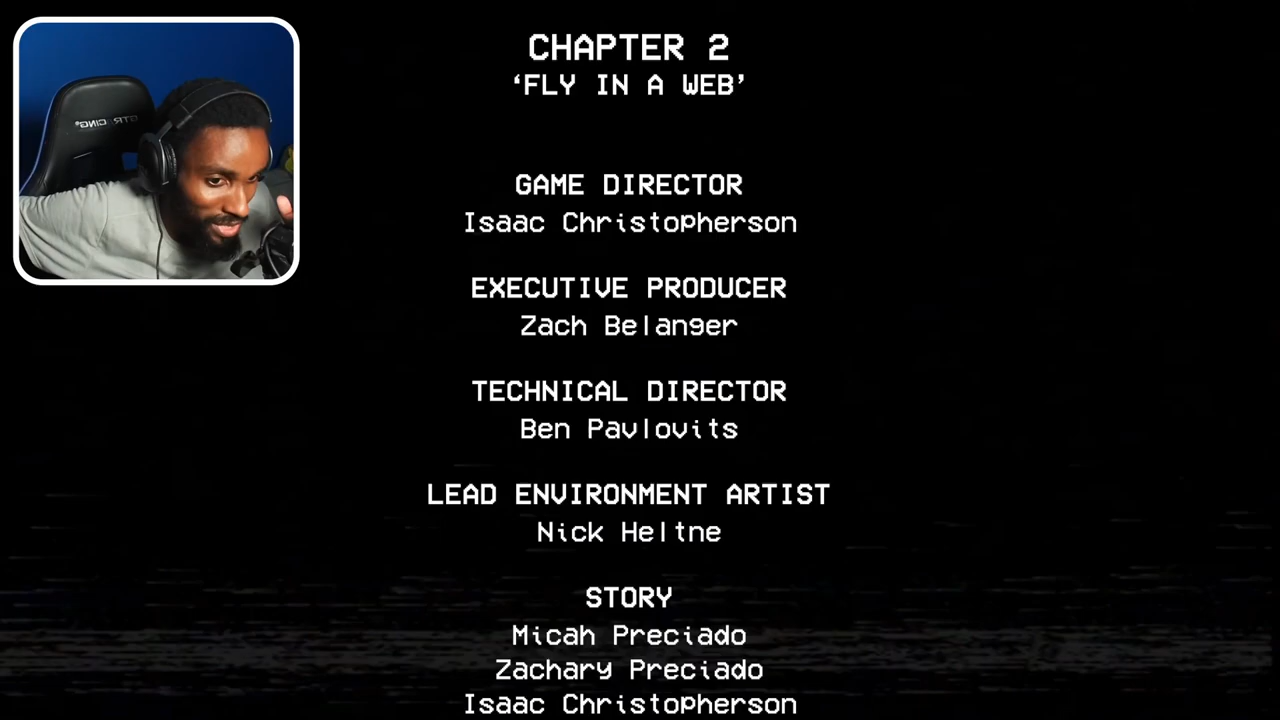 CHAPTER 2
‘FLY IN A WEB’
GAME DIRECTOR
Isaac Christopherson
EXECUTIVE PRODUCER
Zach Belanger
TECHNICAL DIRECTOR
Ben Pavlovits
LEAD ENVIRONMENT ARTIST
Nick Heltne
STORY
Micah Preciado
Zachary Preciado
Isaac Christopherson
GTRACING